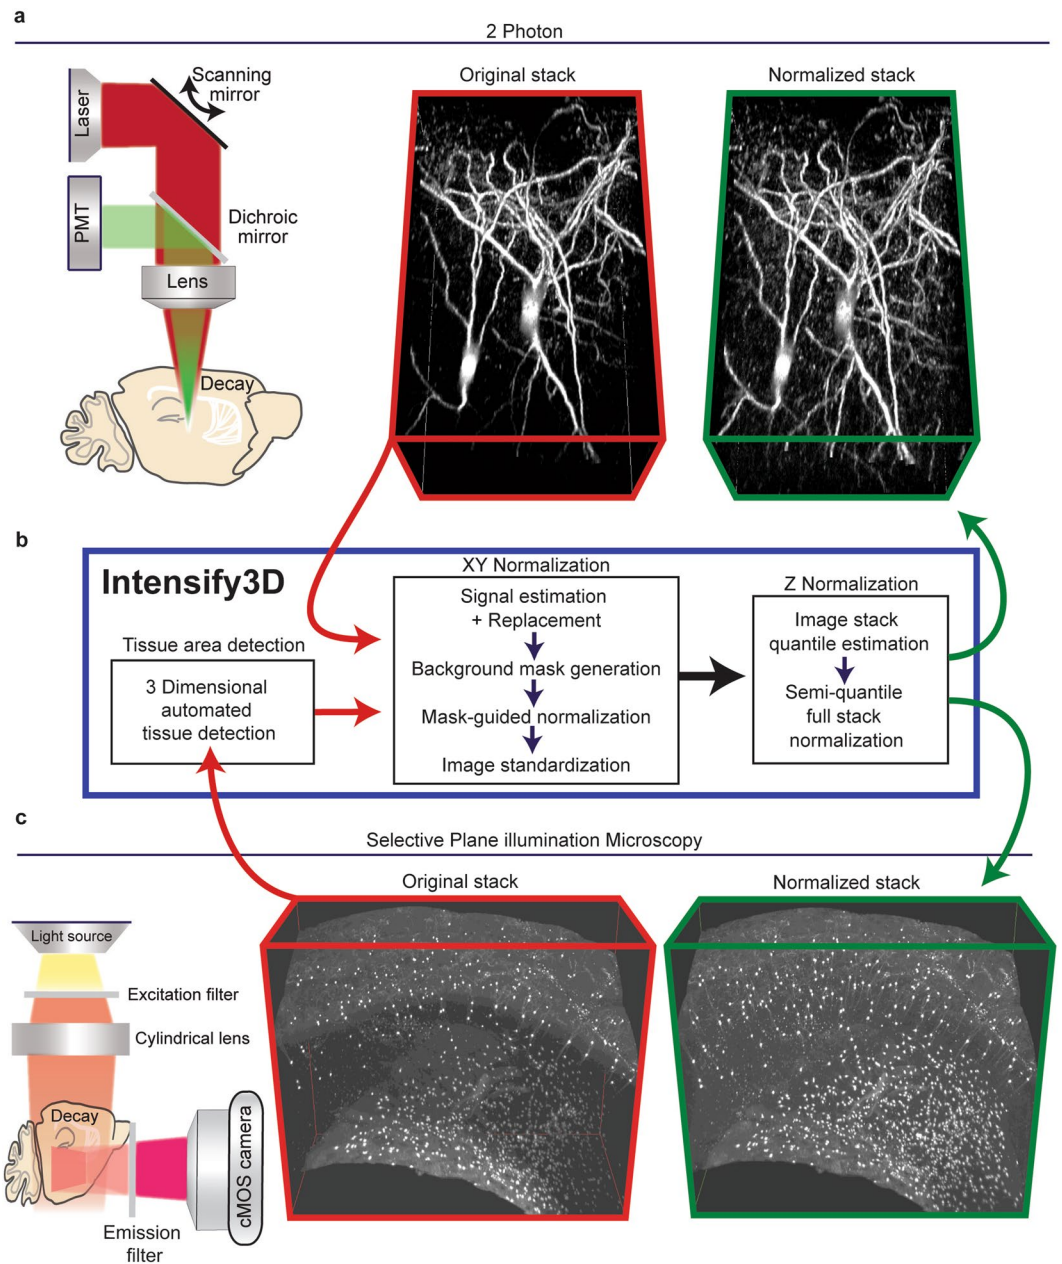 a
2 Photon
Scanning
mirror
Laser
PMT
Dichroic
mirror
Lens
Decay
Original stack
Normalized stack
b
Intensify3D
Tissue area detection
3 Dimensional
automated
tissue detection
XY Normalization
Signal estimation
+ Replacement
Background mask generation
Mask-guided normalization
Image standardization
Z Normalization
Image stack
quantile estimation
Semi-quantile
full stack
normalization
c
Selective Plane illumination Microscopy
Light source
Excitation filter
Cylindrical lens
Decay
cMOS camera
Emission
filter
Original stack
Normalized stack